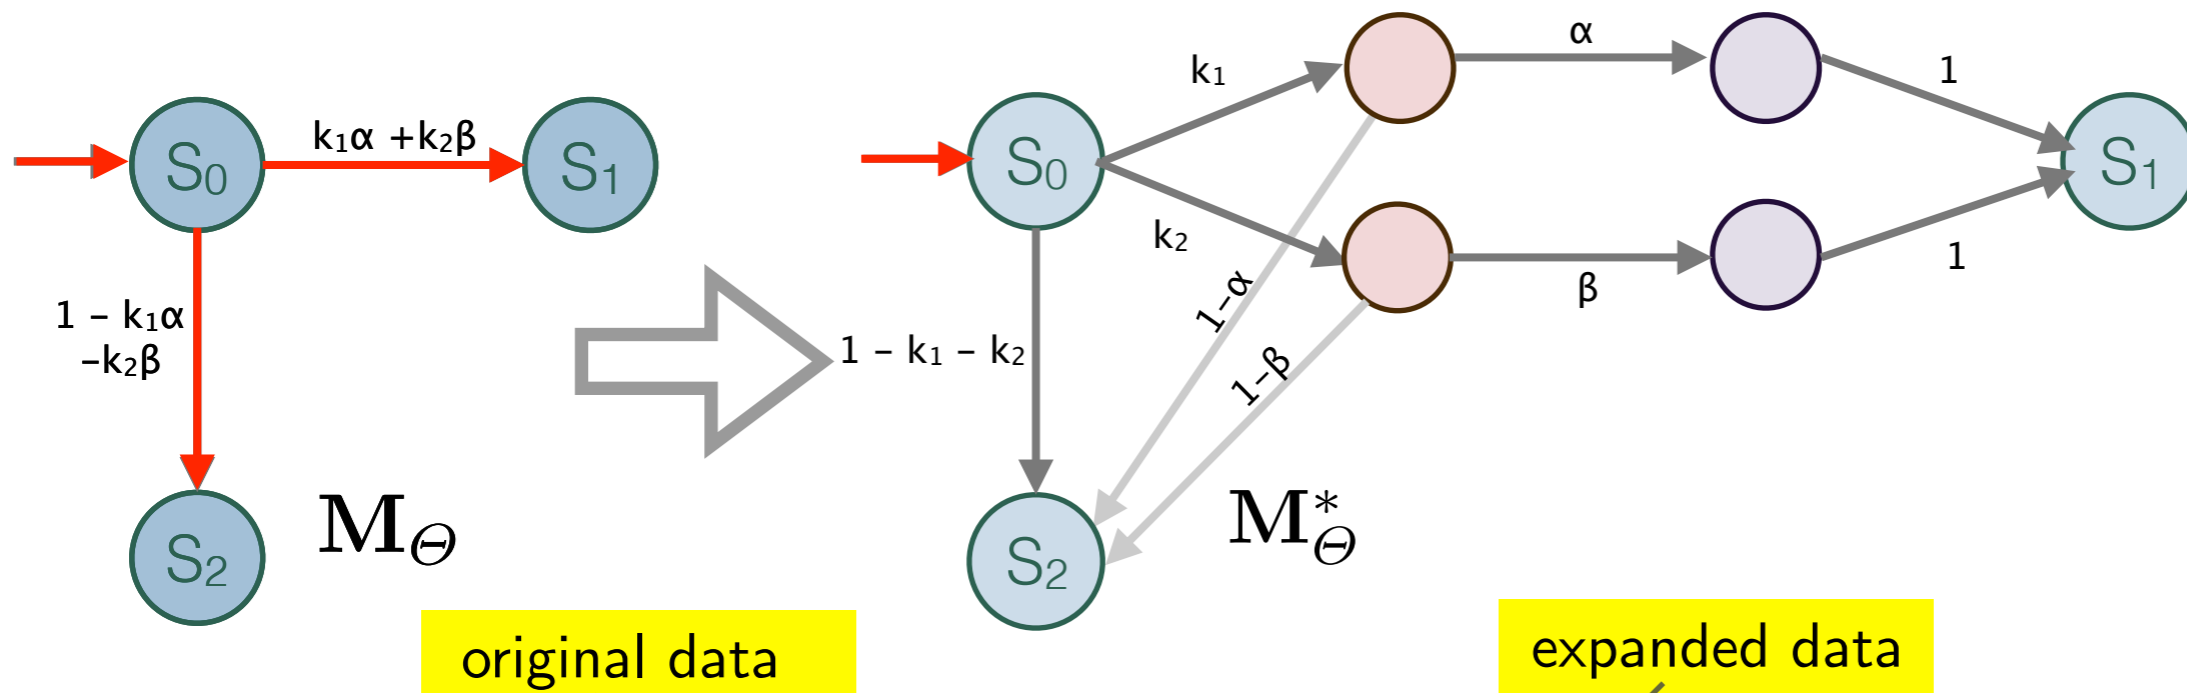 S0
k1α +k2β
S1
1 - k1α
-k2β
S2
MΘ
original data
S0
k1
k2
α
β
1
1
S1
1-α
1-β
1 - k1 - k2
S2
M*Θ
expanded data